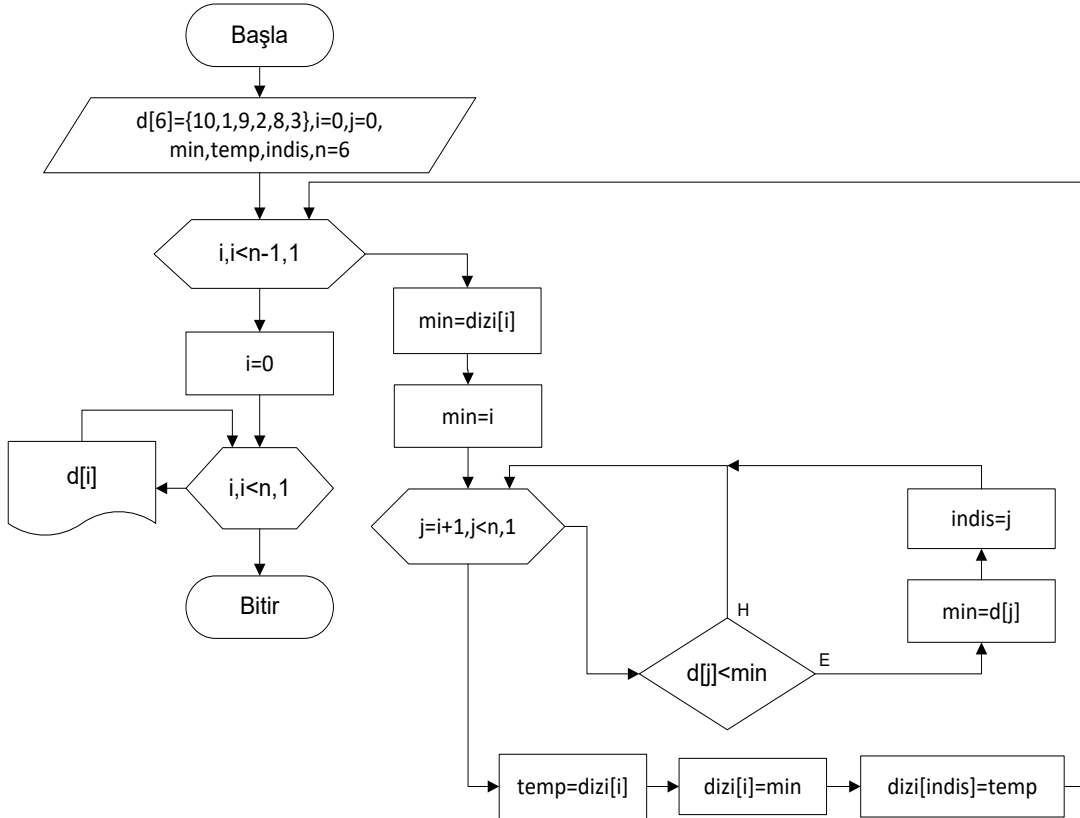 Başla
d[6]={10,1,9,2,8,3},i=0,j=0,
min,temp,indis,n=6
i,i<n-1,1
min=dizi[i]
i=0
min=i
d[i]
i,i<n,1
j=i+1,j<n,1
indis=j
Bitir
min=d[j]
H
d[j]<min
E
temp=dizi[i]
dizi[i]=min
dizi[indis]=temp